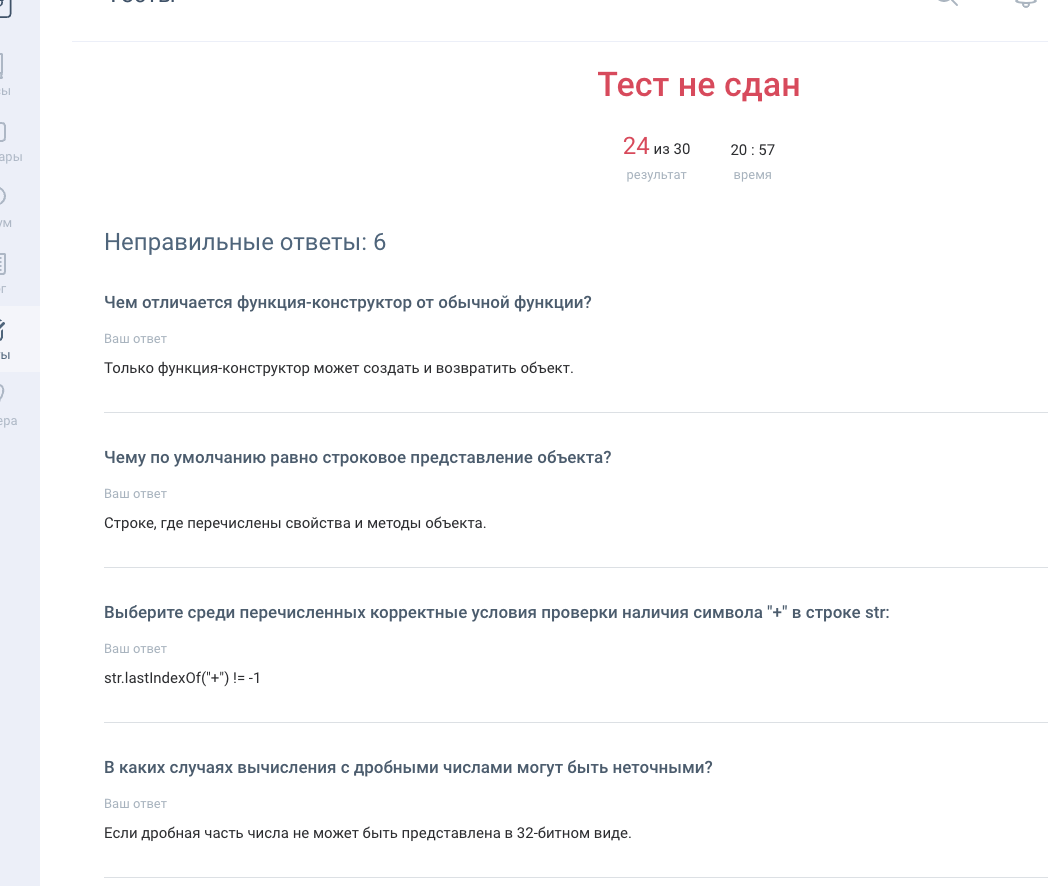 Тест не сдан
24 из 30
20 : 57
результат
время
Неправильные ответы: 6
Чем отличается функция-конструктор от обычной функции?
Ваш ответ
Только функция-конструктор может создать и возвратить объект.
Чему по умолчанию равно строковое представление объекта?
Ваш ответ
Строке, где перечислены свойства и методы объекта.
Выберите среди перечисленных корректные условия проверки наличия символа "+" в строке str:
Ваш ответ
str.lastIndexOf("+") != -1
В каких случаях вычисления с дробными числами могут быть неточными?
Ваш ответ
Если дробная часть числа не может быть представлена в 32-битном виде.